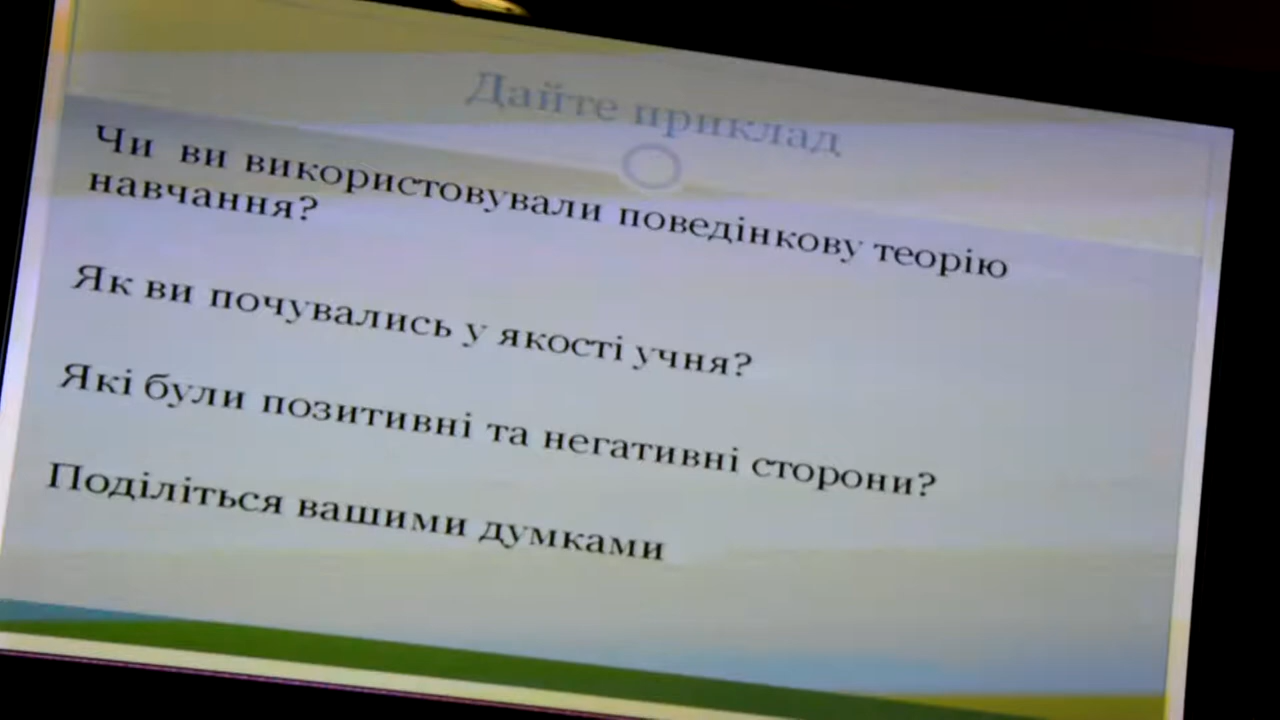 Дайте приклад
Чи ви використовували поведінкову теорію
навчання?
Як ви почувались у якості учня?
Які були позитивні та негативні сторони?
Поділіться вашими думками